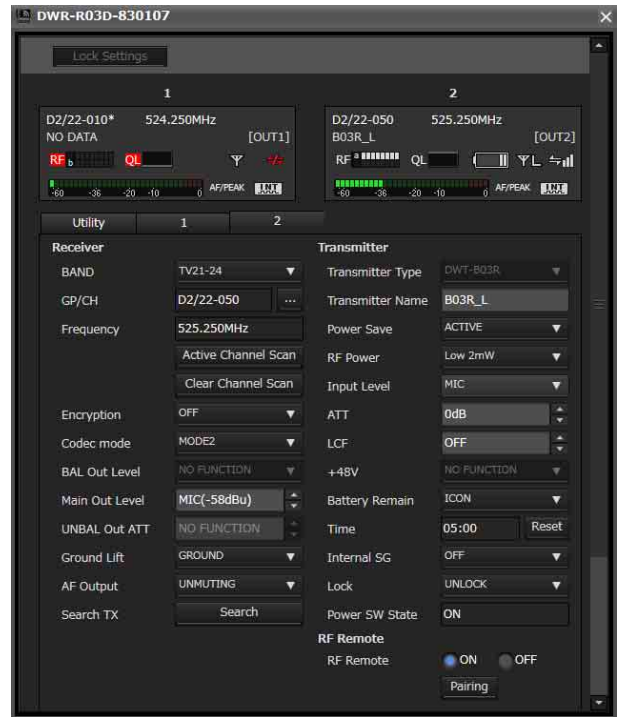 DWR-R03D-830107
Lock Settings
1
2
D2/22-010* 524.250MHz
NO DATA [OUT1]
RF b QL
-60 -36 -20 -10 0 AF/PEAK INT
D2/22-050 525.250MHz
B03R_L [OUT2]
RF a QL L
-60 -36 -20 -10 0 AF/PEAK INT
Utility 1 2
Receiver
BAND TV21-24
GP/CH D2/22-050 ...
Frequency 525.250MHz
Active Channel Scan
Clear Channel Scan
Encryption OFF
Codec mode MODE2
BAL Out Level NO FUNCTION
Main Out Level MIC(-58dBu)
UNBAL Out ATT NO FUNCTION
Ground Lift GROUND
AF Output UNMUTING
Search TX Search
Transmitter
Transmitter Type DWT-B03R
Transmitter Name B03R_L
Power Save ACTIVE
RF Power Low 2mW
Input Level MIC
ATT 0dB
LCF OFF
+48V NO FUNCTION
Battery Remain ICON
Time 05:00 Reset
Internal SG OFF
Lock UNLOCK
Power SW State ON
RF Remote
RF Remote ON OFF
Pairing